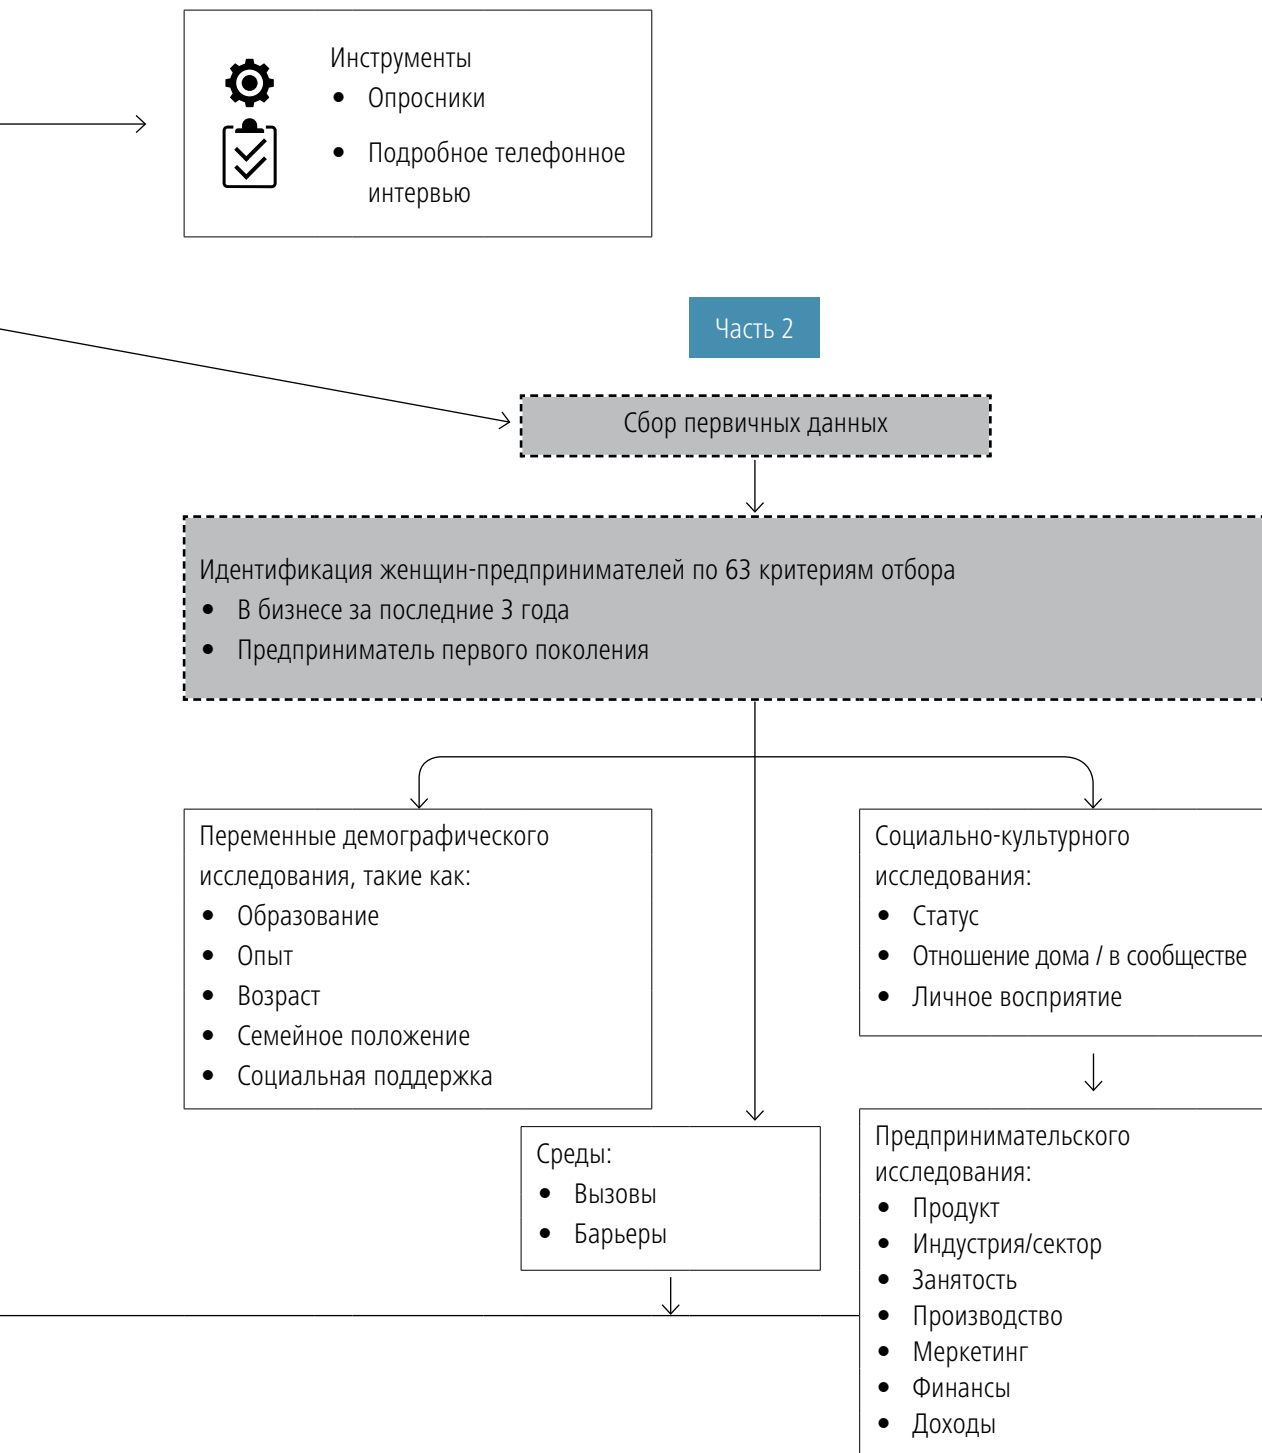 Инструменты
• Опросники
• Подробное телефонное
интервью
Часть 2
Сбор первичных данных
Идентификация женщин-предпринимателей по 63 критериям отбора
• В бизнесе за последние 3 года
• Предприниматель первого поколения
Переменные демографического
исследования, такие как:
• Образование
• Опыт
• Возраст
• Семейное положение
• Социальная поддержка
Социально-культурного
исследования:
• Статус
• Отношение дома / в сообществе
• Личное восприятие
Среды:
• Вызовы
• Барьеры
Предпринимательского
исследования:
• Продукт
• Индустрия/сектор
• Занятость
• Производство
• Меркетинг
• Финансы
• Доходы